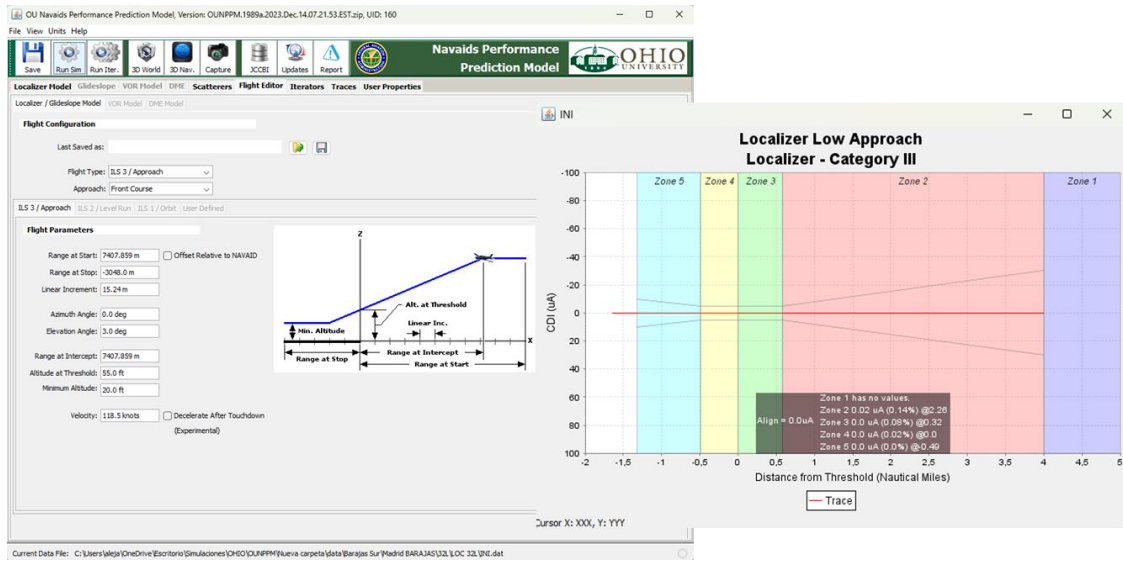 OU Navaids Performance Prediction Model, Version: OUNPPM.1989a.2023.Dec.14.07.21.53.EST.zip, UID: 160
File View Units Help
Save Run Sim Run Iter. 3D World 3D Nav. Capture JCCBI Updates Report
Navaids Performance
Prediction Model
OHIO
UNIVERSITY
Localizer Model Glideslope VOR Model DME Scatterers Flight Editor Iterators Traces User Properties
Localizer / Glideslope Model VOR Model DME Model
Flight Configuration
Last Saved as:
Flight Type: ILS 3 / Approach
Approach: Front Course
ILS 3 / Approach ILS 2 / Level Run ILS 1 / Orbit User Defined
Flight Parameters
Range at Start: 7407.859 m Offset Relative to NAVAID
Range at Stop: -3048.0 m
Linear Increment: 15.24 m
Azimuth Angle: 0.0 deg
Elevation Angle: 3.0 deg
Range at Intercept: 7407.859 m
Altitude at Threshold: 55.0 ft
Minimum Altitude: 20.0 ft
Velocity: 118.5 knots Decelerate After Touchdown
(Experimental)
Z
Alt. at Threshold
Min. Altitude
Linear Inc.
X
Range at Stop
Range at Intercept
Range at Start
Current Data File: C:\Users\aleja\OneDrive\Escritorio\Simulaciones\OHIO\OUNPPM\Nueva carpeta\data\Barajas Sur\Madrid BARAJAS\32L\LOC 32L\INI.dat
INI
Localizer Low Approach
Localizer - Category III
Zone 5 Zone 4 Zone 3 Zone 2 Zone 1
CDI (uA)
-100
-80
-60
-40
-20
0
20
40
60
80
100
Zone 1 has no values.
Zone 2 0.02 uA (0.14%) @2.26
Align = 0.0uA Zone 3 0.0 uA (0.08%) @0.32
Zone 4 0.0 uA (0.02%) @0.0
Zone 5 0.0 uA (0.0%) @-0.49
-2 -1,5 -1 -0,5 0 0,5 1 1,5 2 2,5 3 3,5 4 4,5 5
Distance from Threshold (Nautical Miles)
Trace
Cursor X: XXX, Y: YYY